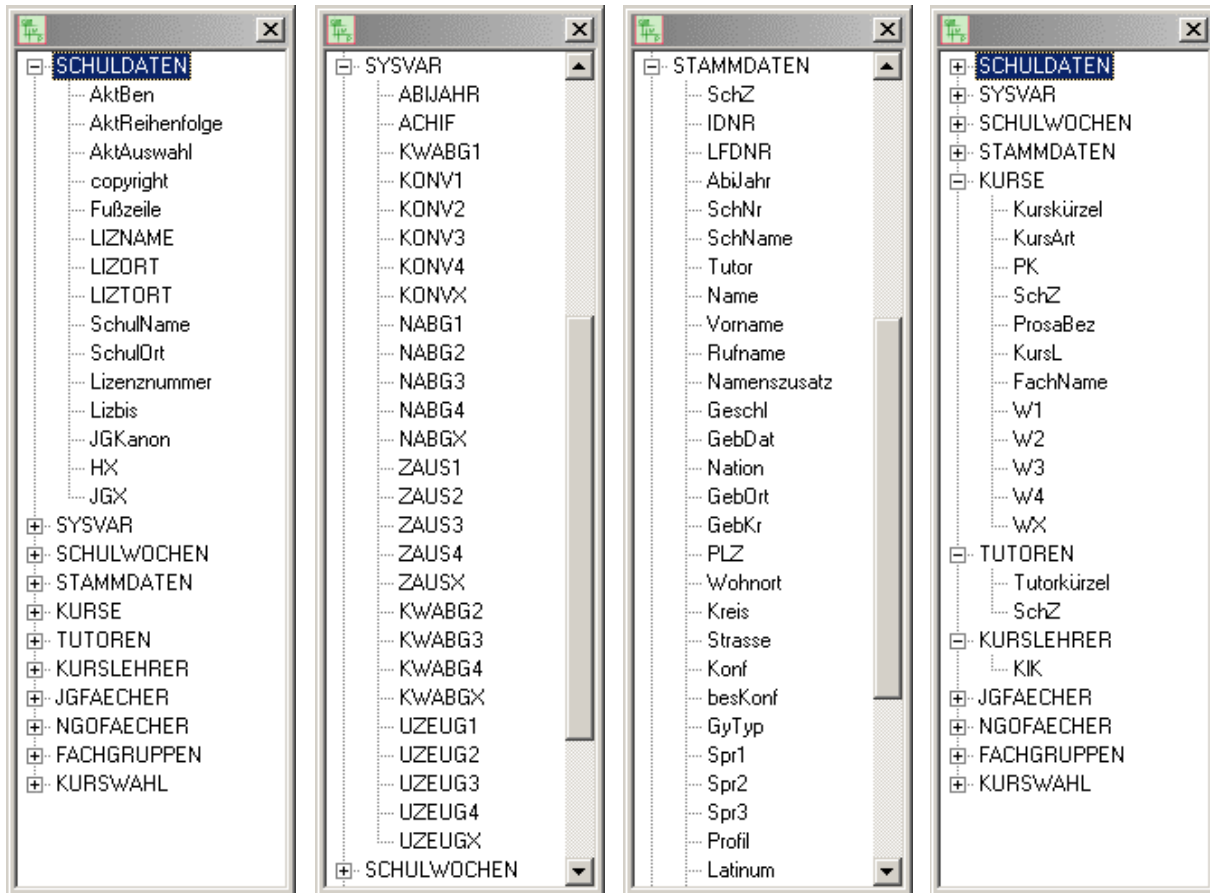 SCHULDATEN
AktBen
AktReihenfolge
AktAuswahl
copyright
Fußzeile
LIZNAME
LIZORT
LIZTORT
SchulName
SchulOrt
Lizenznummer
Lizbis
JGKanon
HX
JGX
SYSVAR
SCHULWOCHEN
STAMMDATEN
KURSE
TUTOREN
KURSLEHRER
JGFAECHER
NGOFAECHER
FACHGRUPPEN
KURSWAHL
SYSVAR
ABIJAHR
ACHIF
KWABG1
KONV1
KONV2
KONV3
KONV4
KONVX
NABG1
NABG2
NABG3
NABG4
NABGX
ZAUS1
ZAUS2
ZAUS3
ZAUS4
ZAUSX
KWABG2
KWABG3
KWABG4
KWABGX
UZEUG1
UZEUG2
UZEUG3
UZEUG4
UZEUGX
SCHULWOCHEN
STAMMDATEN
SchZ
IDNR
LFDNR
AbiJahr
SchNr
SchName
Tutor
Name
Vorname
Rufname
Namenszusatz
Geschl
GebDat
Nation
GebOrt
GebKr
PLZ
Wohnort
Kreis
Strasse
Konf
besKonf
GyTyp
Spr1
Spr2
Spr3
Profil
Latinum
SCHULDATEN
SYSVAR
SCHULWOCHEN
STAMMDATEN
KURSE
Kurskürzel
KursArt
PK
SchZ
ProsaBez
KursL
FachName
W1
W2
W3
W4
WX
TUTOREN
Tutorkürzel
SchZ
KURSLEHRER
KlK
JGFAECHER
NGOFAECHER
FACHGRUPPEN
KURSWAHL